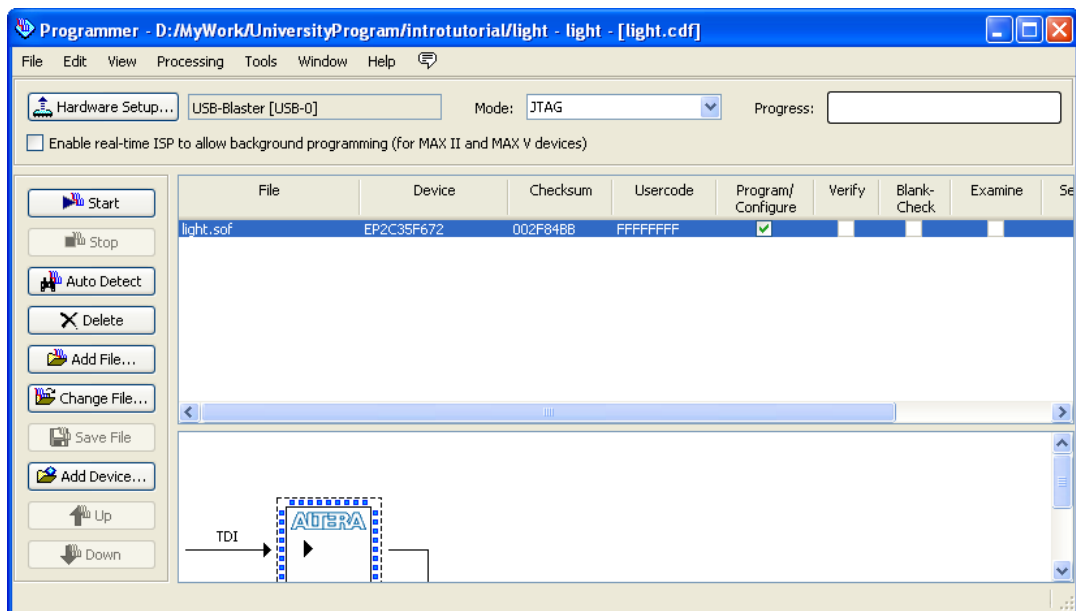 Programmer - D:/MyWork/UniversityProgram/introtutorial/light - light - [light.cdf]
File Edit View Processing Tools Window Help
Hardware Setup... USB-Blaster [USB-0] Mode: JTAG Progress:
Enable real-time ISP to allow background programming (for MAX II and MAX V devices)
File Device Checksum Usercode Program/ Verify Blank- Examine Se
Configure Check
light.sof EP2C35F672 002F84BB FFFFFFFF
Start
Stop
Auto Detect
Delete
Add File...
Change File...
Save File
Add Device...
Up
Down
ALTERA
TDI